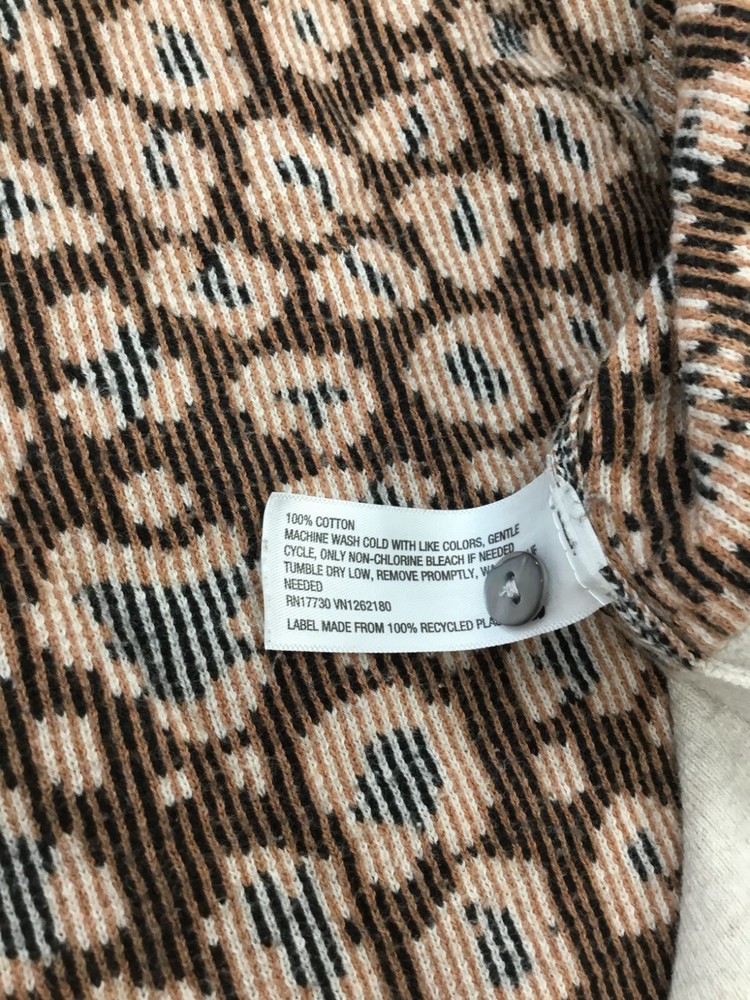 100% COTTON
MACHINE WASH COLD WITH LIKE COLORS, GENTLE
CYCLE, ONLY NON-CHLORINE BLEACH IF NEEDED
TUMBLE DRY LOW, REMOVE PROMPTLY,
NEEDED
RN17730 VN1262180
LABEL MADE FROM 100% RECYCLED